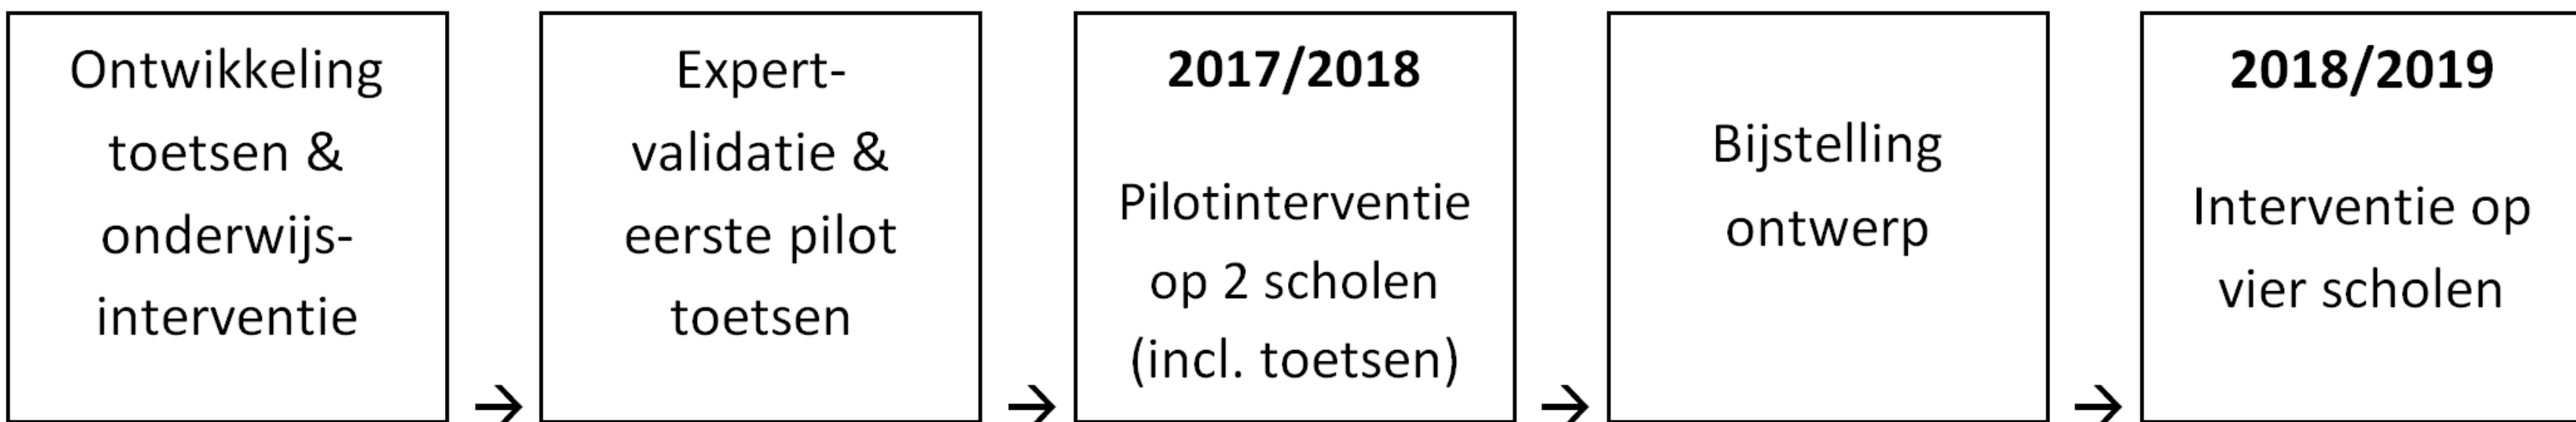 Ontwikkeling
toetsen &
onderwijs-
interventie
→
Expert-
validatie &
eerste pilot
toetsen
→
2017/2018
Pilotinterventie
op 2 scholen
(incl. toetsen)
→
Bijstelling
ontwerp
→
2018/2019
Interventie op
vier scholen